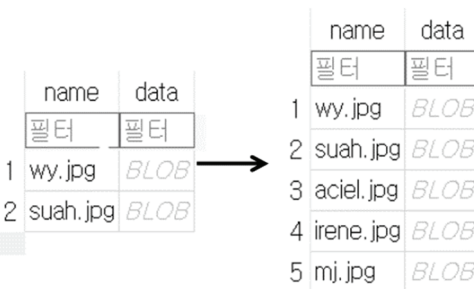 name data
필터 필터
1 wy.jpg BLOB
2 suah.jpg BLOB
name data
필터 필터
1 wy.jpg BLOB
2 suah.jpg BLOB
3 aciel.jpg BLOB
4 irene.jpg BLOB
5 mj.jpg BLOB